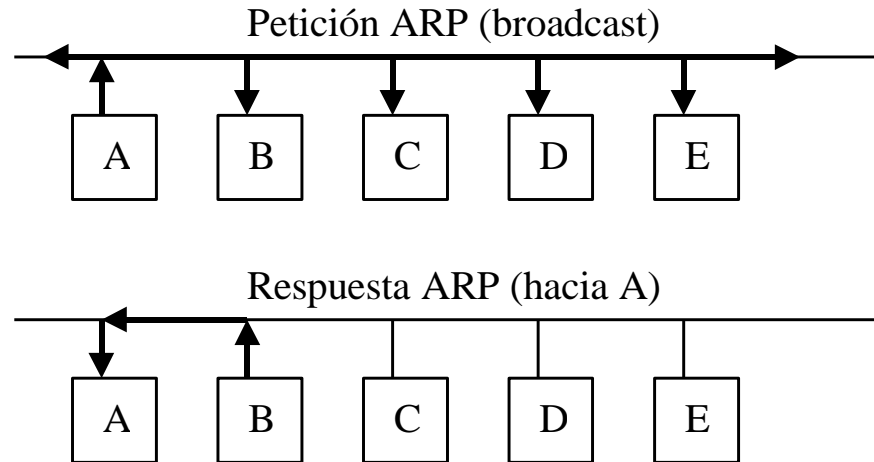 Petición ARP (broadcast)
A B C D E
Respuesta ARP (hacia A)
A B C D E